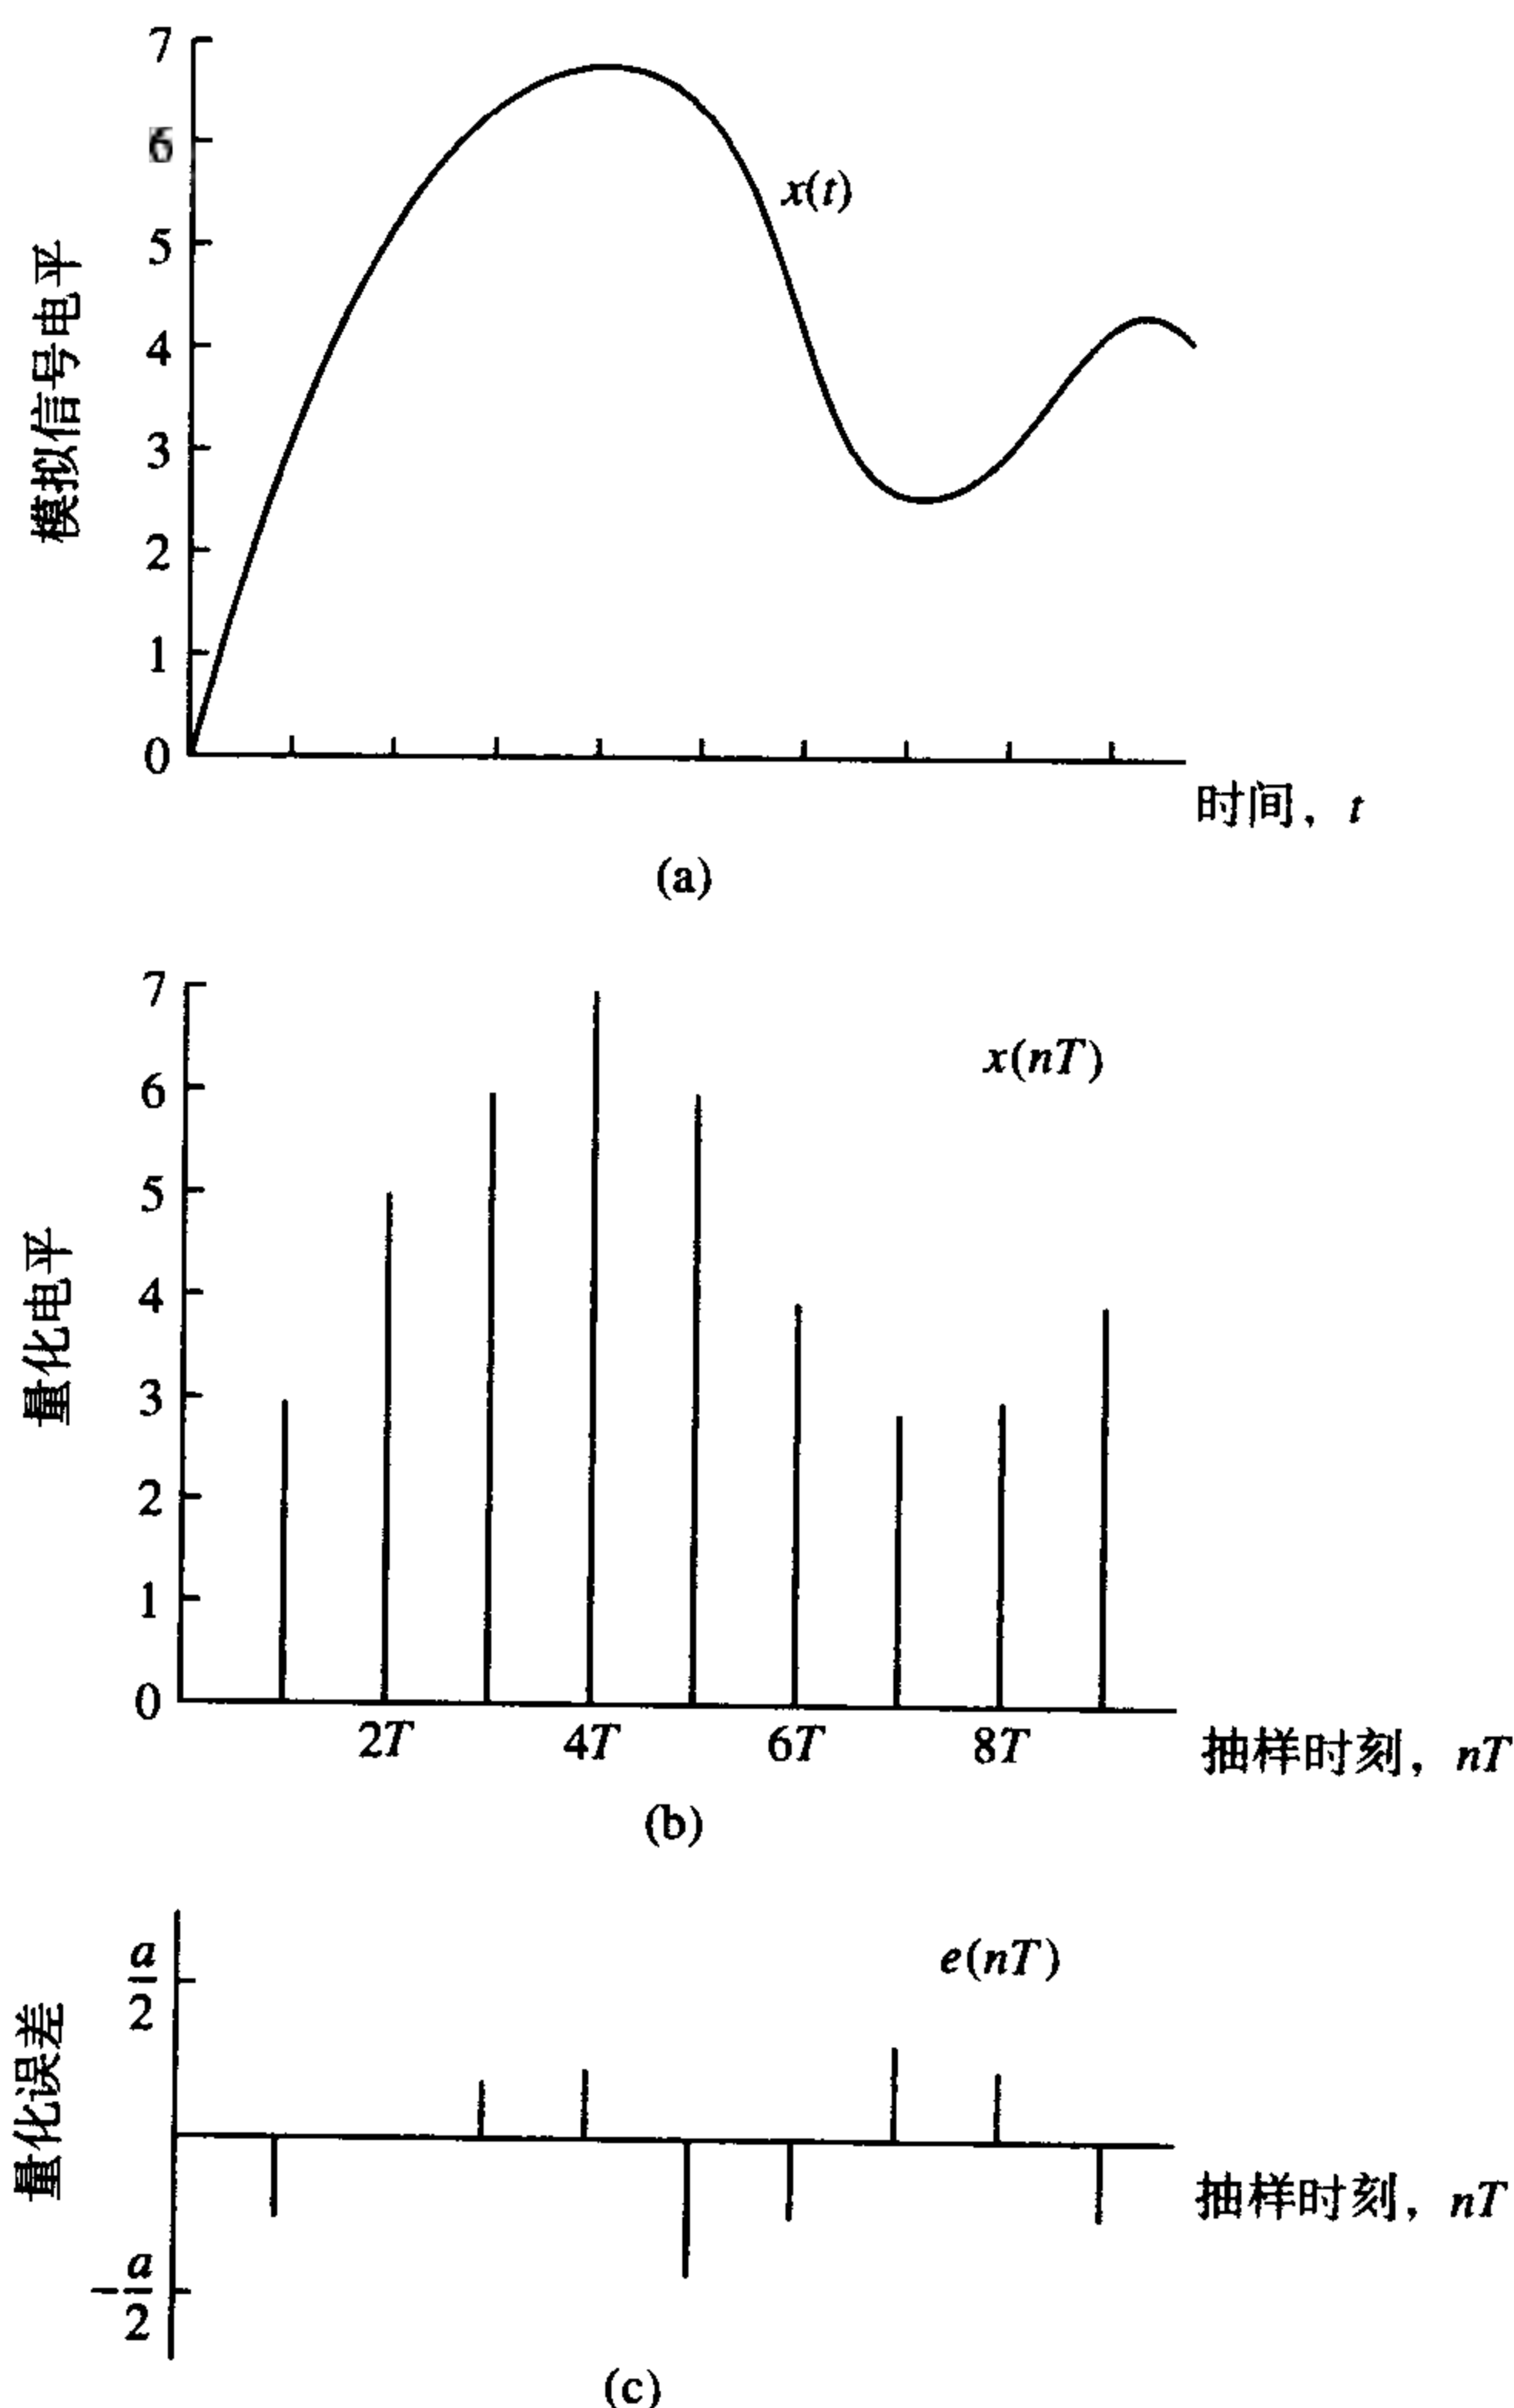 7
6
5
4
3
2
1
0
模拟信号电平
x(t)
时间，t
(a)
7
6
5
4
3
2
1
0
量化电平
x(nT)
2T 4T 6T 8T
抽样时刻，nT
(b)
a/2
-a/2
量化误差
e(nT)
抽样时刻，nT
(c)